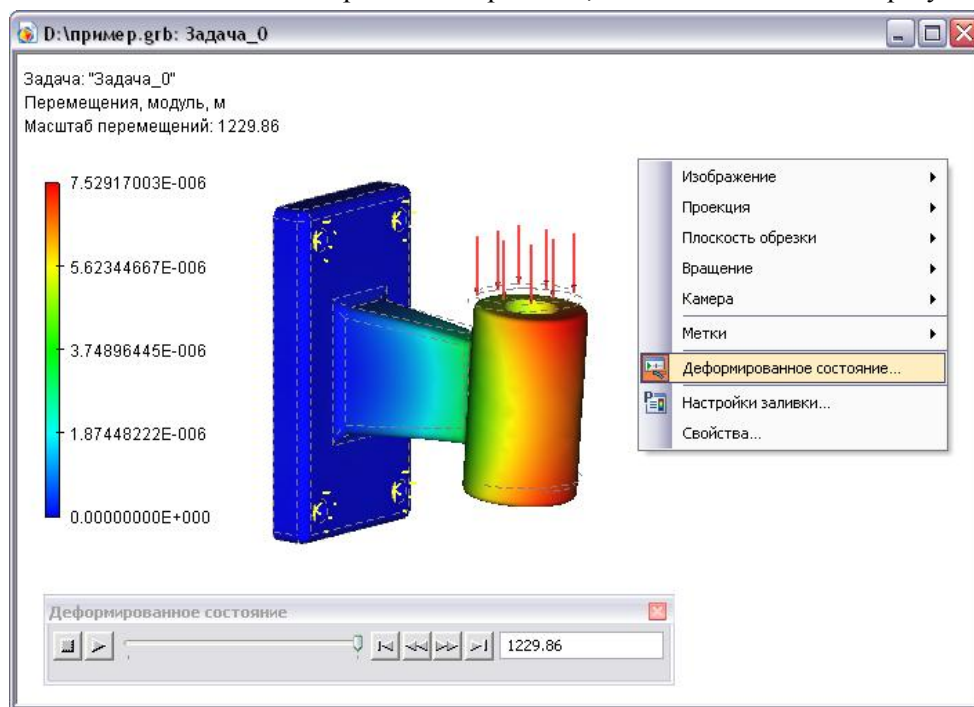 D:\пример.grb: Задача_0
Задача: "Задача_0"
Перемещения, модуль, м
Масштаб перемещений: 1229.86
7.52917003E-006
5.62344667E-006
3.74896445E-006
1.87448222E-006
0.00000000E+000
Изображение
Проекция
Плоскость обрезки
Вращение
Камера
Метки
Деформированное состояние...
Настройки заливки...
Свойства...
Деформированное состояние
1229.86